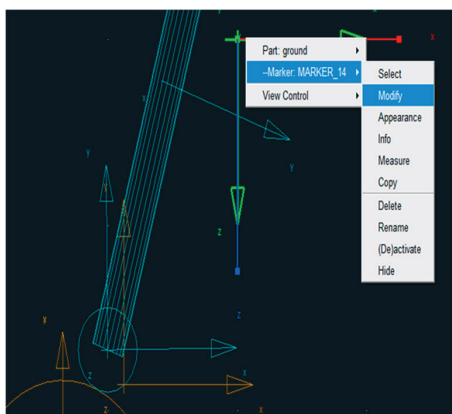 Part: ground
--Marker: MARKER_14
View Control
Select
Modify
Appearance
Info
Measure
Copy
Delete
Rename
(De)activate
Hide
x
x
Y
Y
z
Z
z
x
z
x